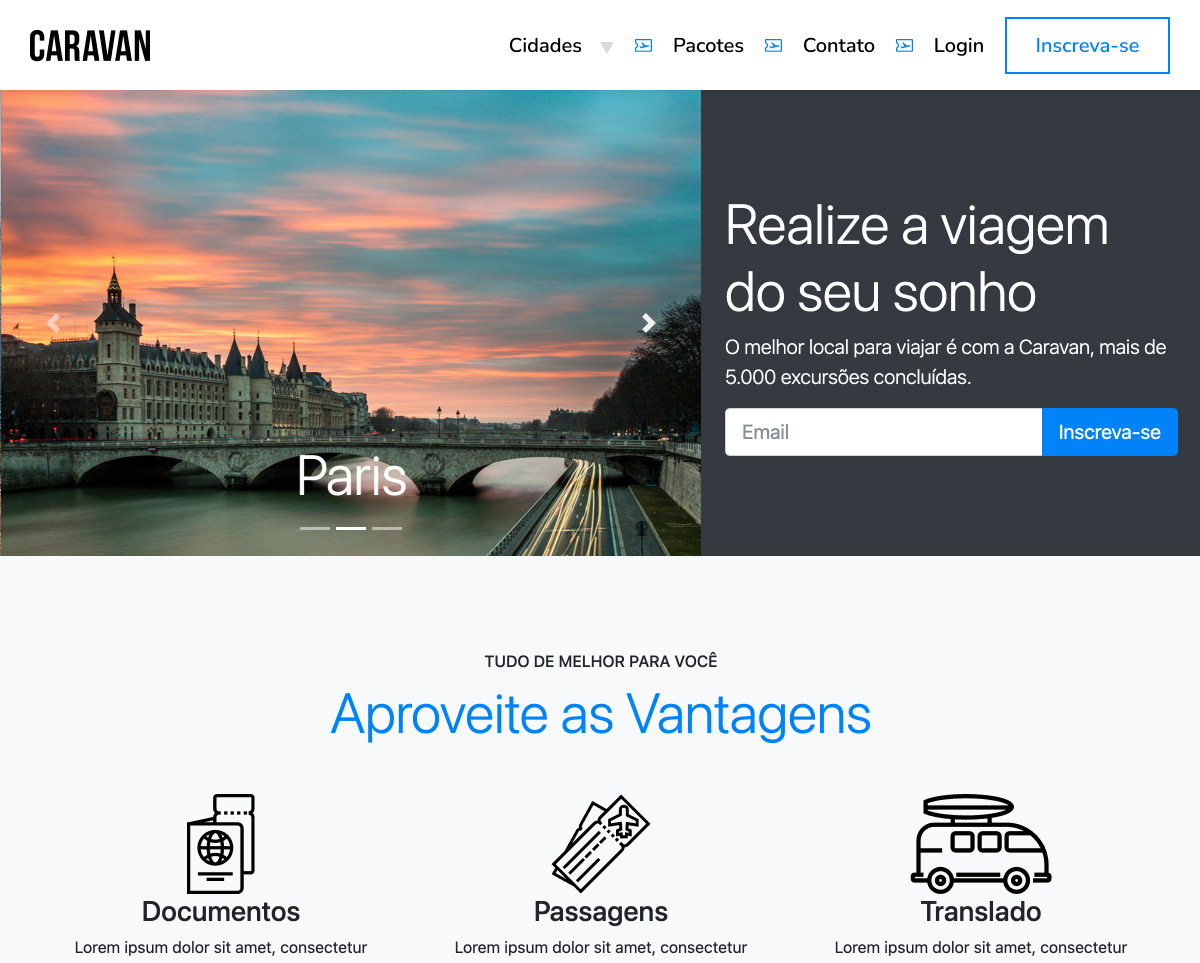 CARAVAN
Cidades Pacotes Contato Login Inscreva-se
Paris
Realize a viagem
do seu sonho
O melhor local para viajar é com a Caravan, mais de
5.000 excursões concluídas.
Email Inscreva-se
TUDO DE MELHOR PARA VOCÊ
Aproveite as Vantagens
Documentos
Lorem ipsum dolor sit amet, consectetur
Passagens
Lorem ipsum dolor sit amet, consectetur
Translado
Lorem ipsum dolor sit amet, consectetur